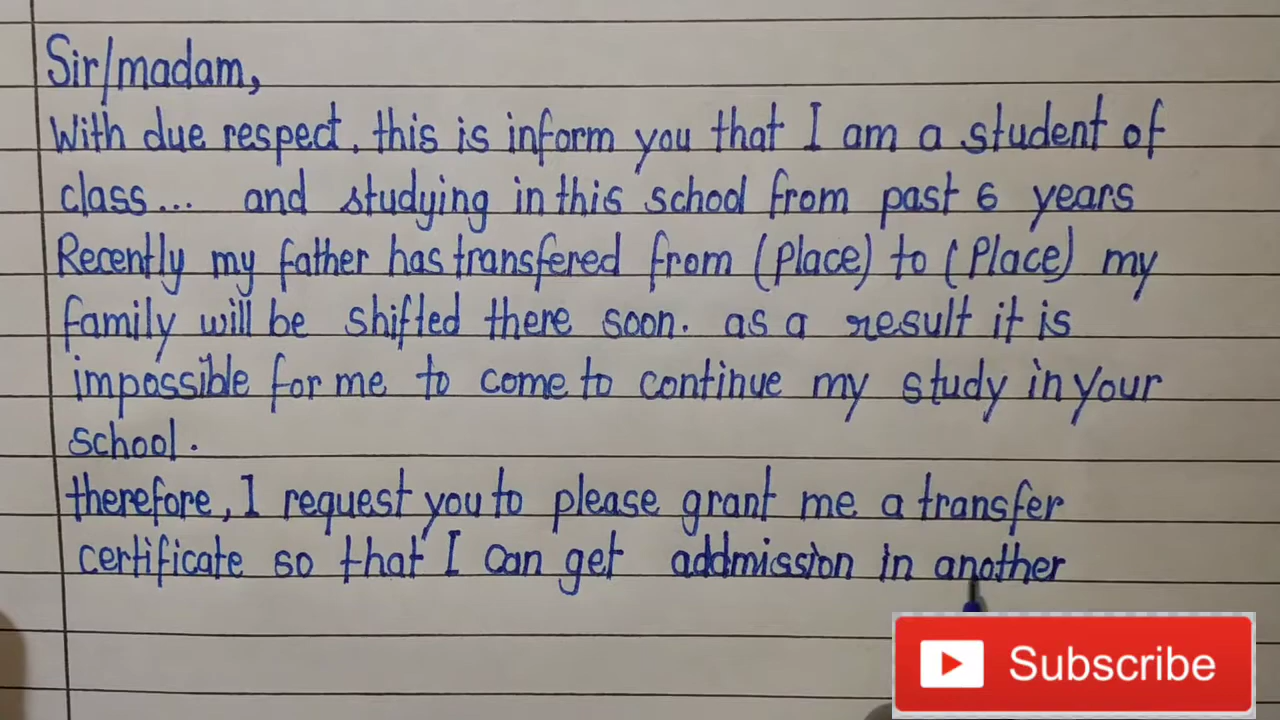 Sir/madam,
With due respect, this is inform you that I am a student of
class... and studying in this school from past 6 years
Recently my father has transfered from (Place) to (Place) my
family will be shifted there soon. as a result it is
impossible for me to come to continue my study in your
school.
therefore, I request you to please grant me a transfer
certificate so that I can get addmission in another
Subscribe